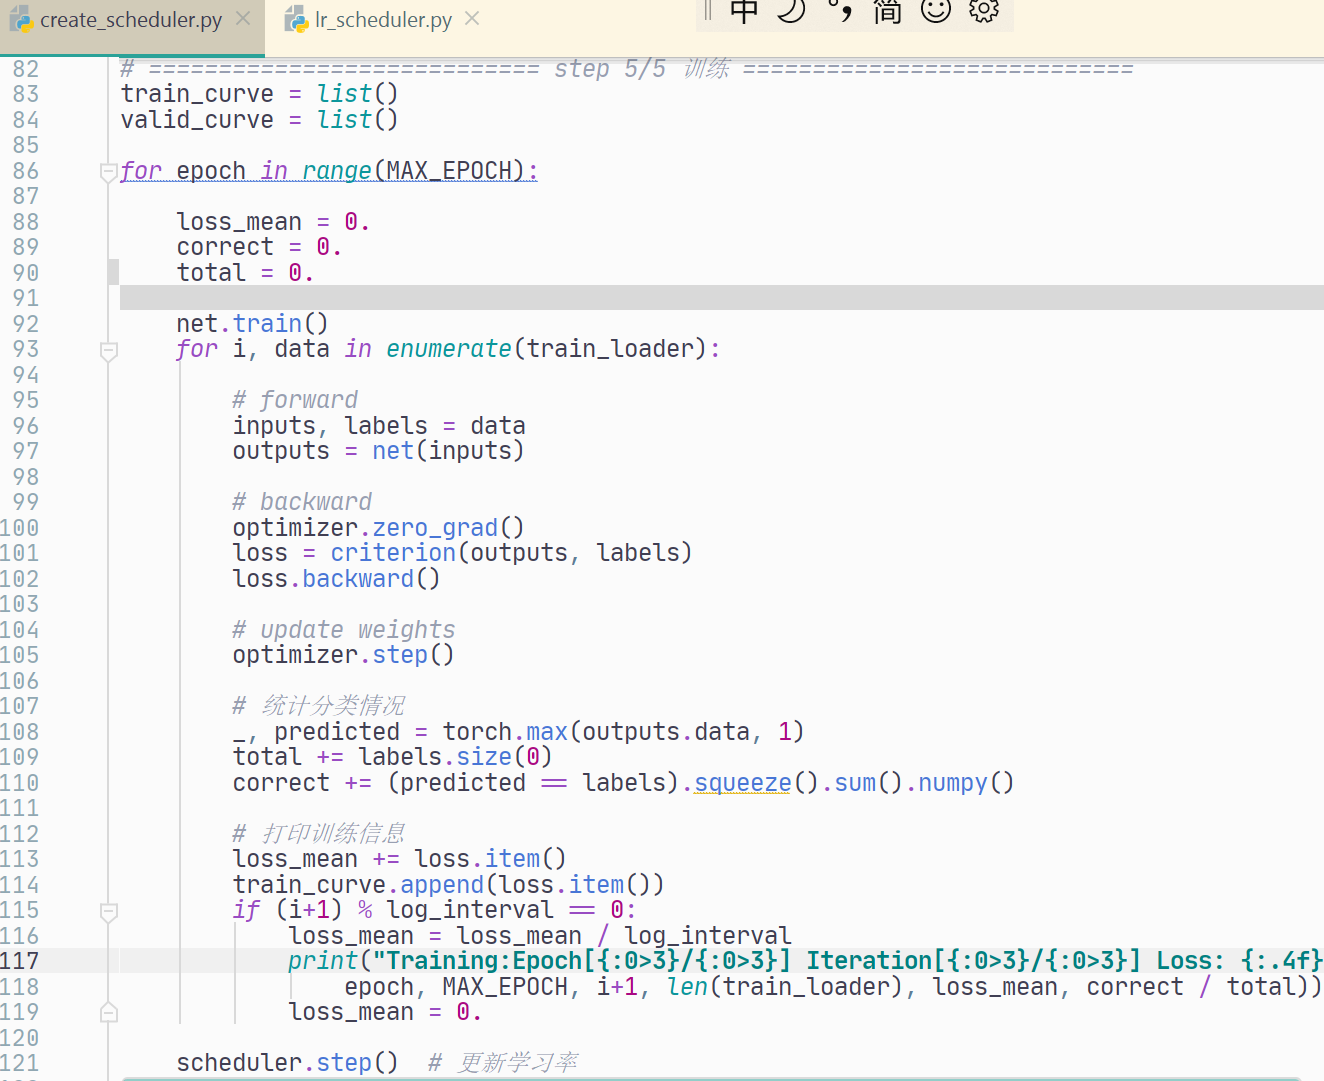 create_scheduler.py × lr_scheduler.py ×
中 简
82 # ============================ step 5/5 训练 ============================
83 train_curve = list()
84 valid_curve = list()
85
86 for epoch in range(MAX_EPOCH):
87
88 loss_mean = 0.
89 correct = 0.
90 total = 0.
91
92 net.train()
93 for i, data in enumerate(train_loader):
94
95 # forward
96 inputs, labels = data
97 outputs = net(inputs)
98
99 # backward
100 optimizer.zero_grad()
101 loss = criterion(outputs, labels)
102 loss.backward()
103
104 # update weights
105 optimizer.step()
106
107 # 统计分类情况
108 _, predicted = torch.max(outputs.data, 1)
109 total += labels.size(0)
110 correct += (predicted == labels).squeeze().sum().numpy()
111
112 # 打印训练信息
113 loss_mean += loss.item()
114 train_curve.append(loss.item())
115 if (i+1) % log_interval == 0:
116 loss_mean = loss_mean / log_interval
117 print("Training:Epoch[{:0>3}/{:0>3}] Iteration[{:0>3}/{:0>3}] Loss: {:.4f}
118 epoch, MAX_EPOCH, i+1, len(train_loader), loss_mean, correct / total))
119 loss_mean = 0.
120
121 scheduler.step() # 更新学习率